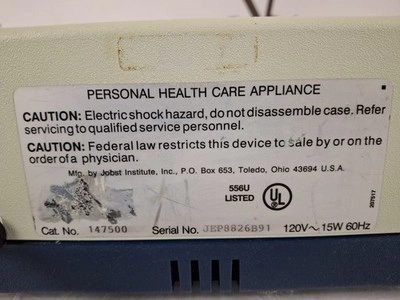 PERSONAL HEALTH CARE APPLIANCE
CAUTION: Electric shock hazard, do not disassemble case. Refer
servicing to qualified service personnel.
CAUTION: Federal law restricts this device to sale by or on the
order of a physician.
Mfg. by Jobst Institute, Inc., P.O. Box 653, Toledo, Ohio 43694 U.S.A.
556U
LISTED UL
207517
Cat. No. 147500 Serial No. JEP8826B91 120V~15W 60Hz